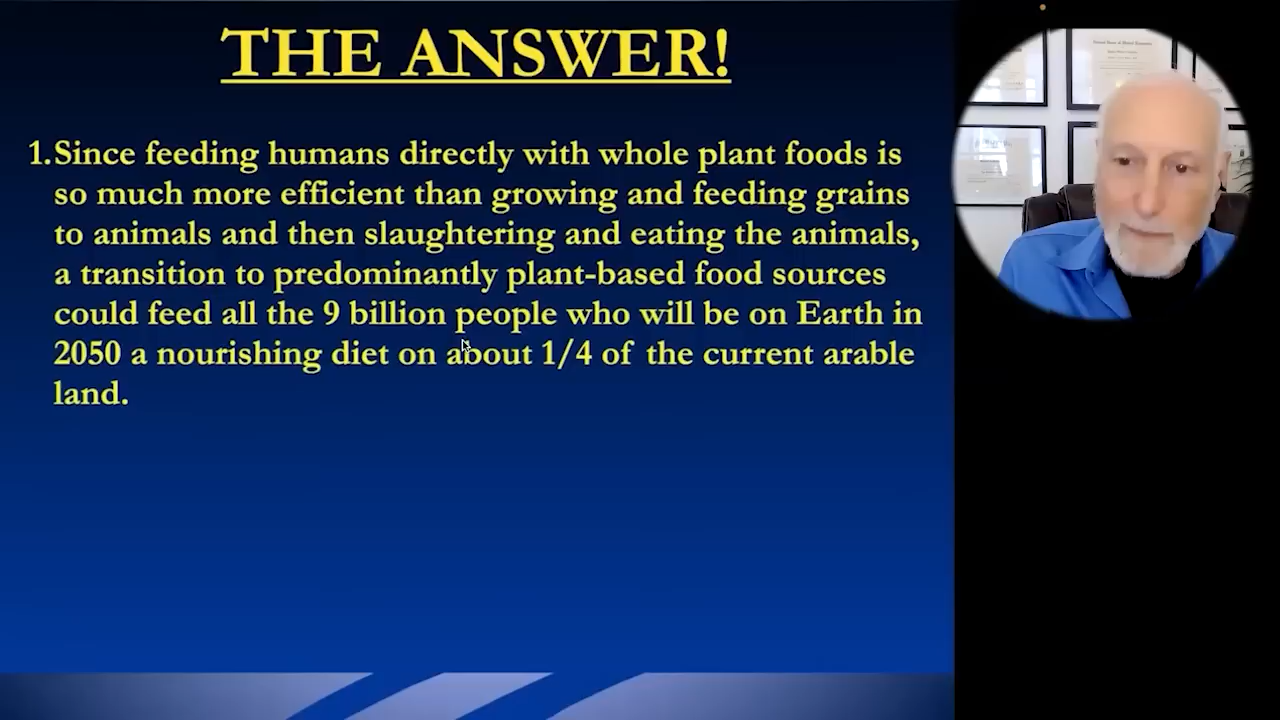 THE ANSWER!
1.Since feeding humans directly with whole plant foods is
so much more efficient than growing and feeding grains
to animals and then slaughtering and eating the animals,
a transition to predominantly plant-based food sources
could feed all the 9 billion people who will be on Earth in
2050 a nourishing diet on about 1/4 of the current arable
land.